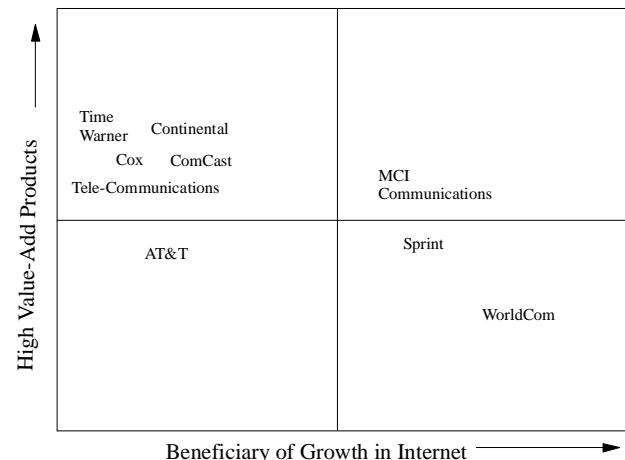 High Value-Add Products
Time
Warner
Continental
Cox
ComCast
Tele-Communications
MCI
Communications
AT&T
Sprint
WorldCom
Beneficiary of Growth in Internet